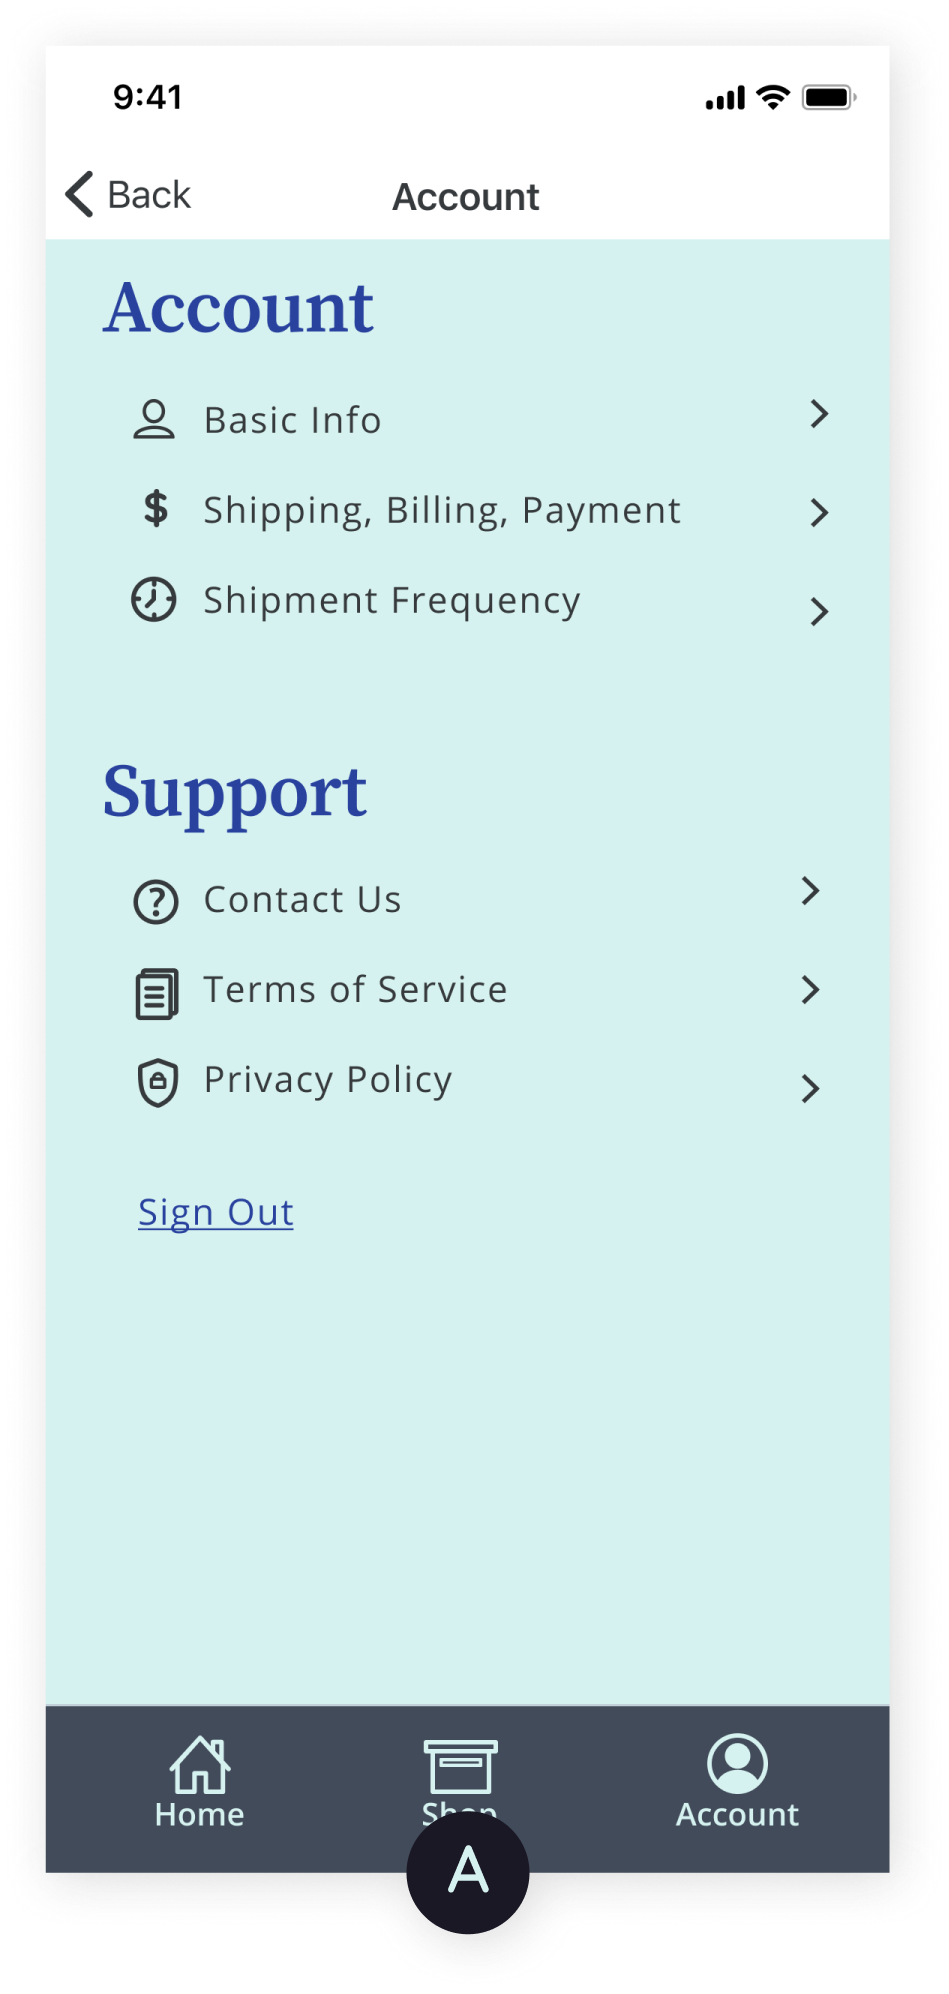 9:41
Back
Account
Account
Basic Info
$ Shipping, Billing, Payment
Shipment Frequency
Support
? Contact Us
Terms of Service
Privacy Policy
Sign Out
Home
Shop
Account
A